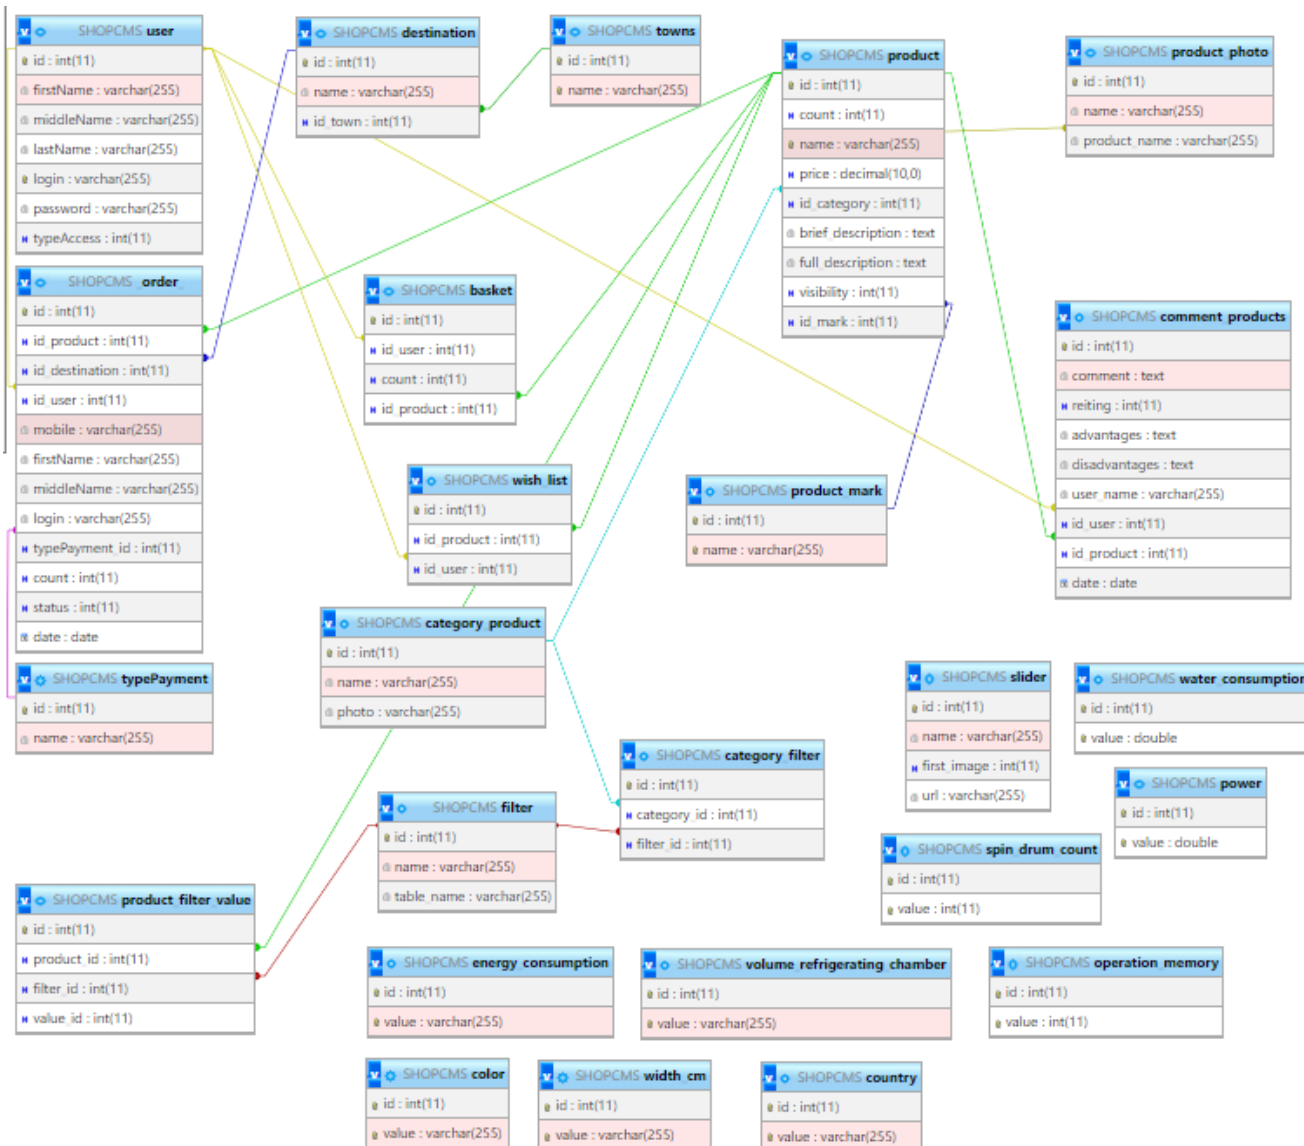 SHOPCMS user
id : int(11)
firstName : varchar(255)
middleName : varchar(255)
lastName : varchar(255)
login : varchar(255)
password : varchar(255)
typeAccess : int(11)
SHOPCMS destination
id : int(11)
name : varchar(255)
id_town : int(11)
SHOPCMS towns
id : int(11)
name : varchar(255)
SHOPCMS product
id : int(11)
count : int(11)
name : varchar(255)
price : decimal(10,0)
id_category : int(11)
brief_description : text
full_description : text
visibility : int(11)
id_mark : int(11)
SHOPCMS product_photo
id : int(11)
name : varchar(255)
product_name : varchar(255)
SHOPCMS _order_
id : int(11)
id_product : int(11)
id_destination : int(11)
id_user : int(11)
mobile : varchar(255)
firstName : varchar(255)
middleName : varchar(255)
login : varchar(255)
typePayment_id : int(11)
count : int(11)
status : int(11)
date : date
SHOPCMS basket
id : int(11)
id_user : int(11)
count : int(11)
id_product : int(11)
SHOPCMS comment_products
id : int(11)
comment : text
reiting : int(11)
advantages : text
disadvantages : text
user_name : varchar(255)
id_user : int(11)
id_product : int(11)
date : date
SHOPCMS wish_list
id : int(11)
id_product : int(11)
id_user : int(11)
SHOPCMS product_mark
id : int(11)
name : varchar(255)
SHOPCMS category_product
id : int(11)
name : varchar(255)
photo : varchar(255)
SHOPCMS typePayment
id : int(11)
name : varchar(255)
SHOPCMS slider
id : int(11)
name : varchar(255)
first_image : int(11)
url : varchar(255)
SHOPCMS water_consumption
id : int(11)
value : double
SHOPCMS category_filter
id : int(11)
category_id : int(11)
filter_id : int(11)
SHOPCMS power
id : int(11)
value : double
SHOPCMS filter
id : int(11)
name : varchar(255)
table_name : varchar(255)
SHOPCMS spin_drum_count
id : int(11)
value : int(11)
SHOPCMS product_filter_value
id : int(11)
product_id : int(11)
filter_id : int(11)
value_id : int(11)
SHOPCMS energy_consumption
id : int(11)
value : varchar(255)
SHOPCMS volume_refrigerating_chamber
id : int(11)
value : varchar(255)
SHOPCMS operation_memory
id : int(11)
value : int(11)
SHOPCMS color
id : int(11)
value : varchar(255)
SHOPCMS width_cm
id : int(11)
value : varchar(255)
SHOPCMS country
id : int(11)
value : varchar(255)